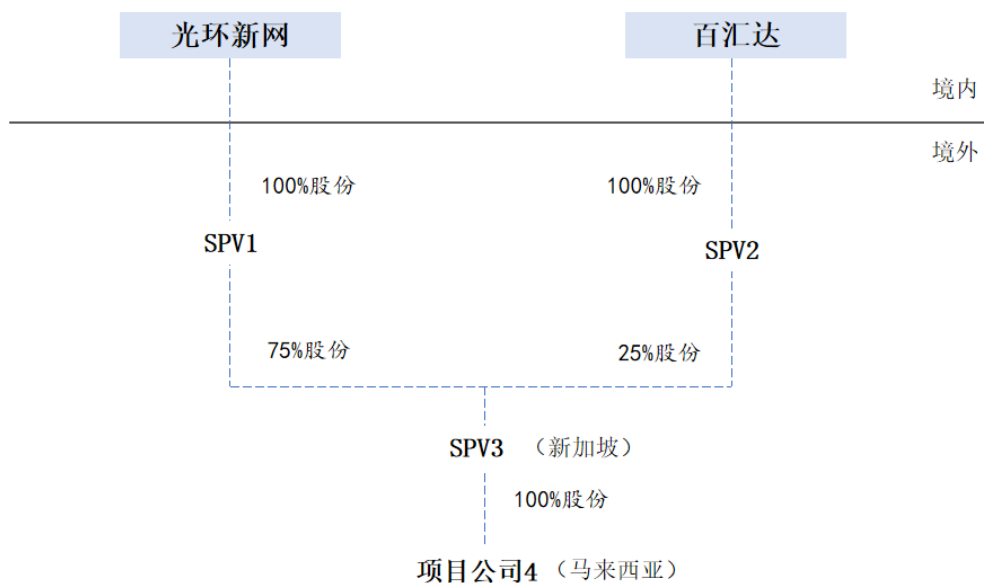 光环新网 百汇达
境内
境外
100%股份 100%股份
SPV1 SPV2
75%股份 25%股份
SPV3 （新加坡）
100%股份
项目公司4 （马来西亚）